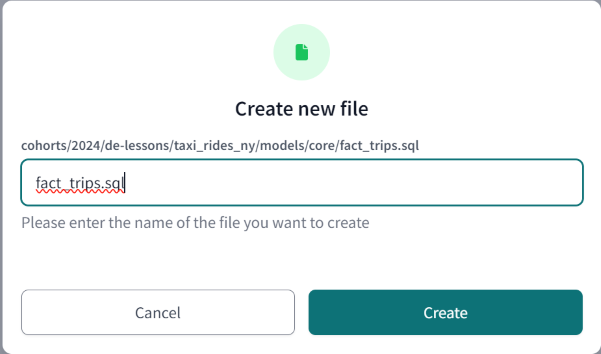 Create new file
cohorts/2024/de-lessons/taxi_rides_ny/models/core/fact_trips.sql
fact_trips.sql
Please enter the name of the file you want to create
Cancel
Create